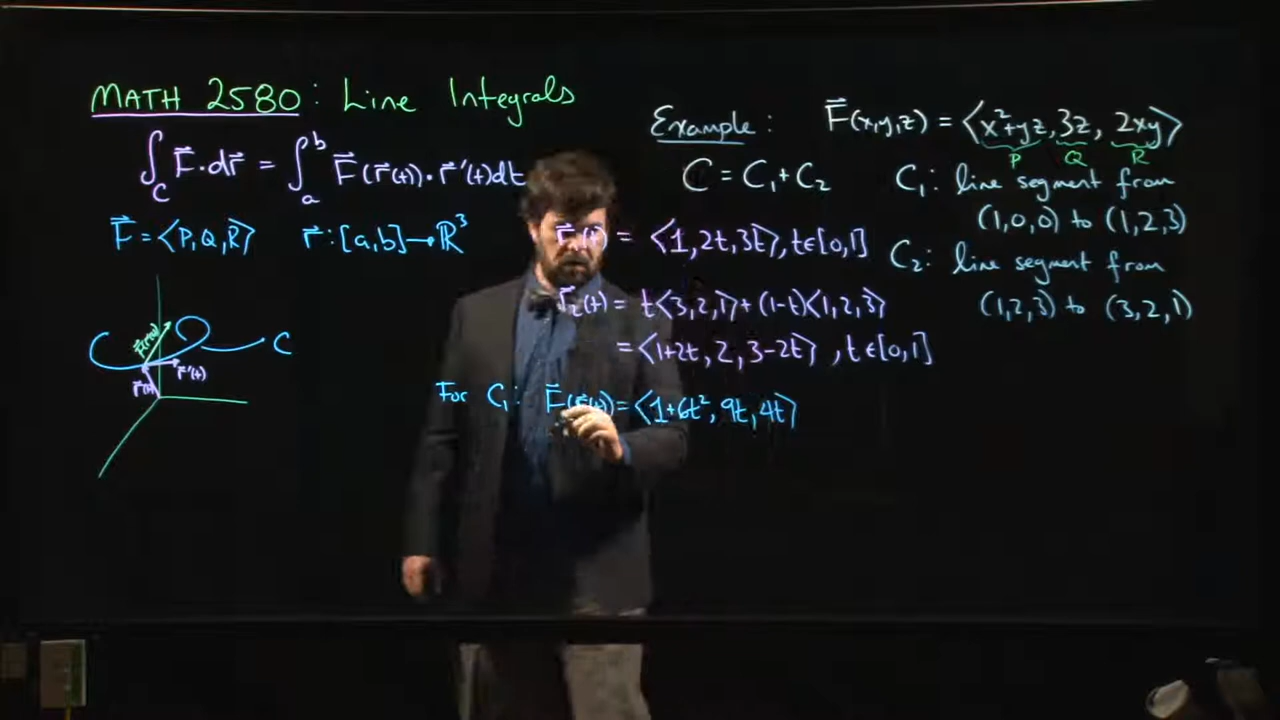 MATH 2580: Line Integrals
∫_C F⃗·dr⃗ = ∫_a^b F⃗(r⃗(t))·r⃗'(t)dt
F⃗ = ⟨P,Q,R⟩ r⃗:[a,b]→ℝ³
F⃗(r⃗(t))
C
r⃗'(t)
r⃗(t)
Example: F⃗(x,y,z) = ⟨x²+yz, 3z, 2xy⟩
P Q R
C = C₁+C₂
C₁: line segment from
(1,0,0) to (1,2,3)
C₂: line segment from
(1,2,3) to (3,2,1)
= ⟨1,2t,3t⟩, t∈[0,1]
r⃗₂(t) = t⟨3,2,1⟩+(1-t)⟨1,2,3⟩
= ⟨1+2t, 2, 3-2t⟩, t∈[0,1]
For C₁: F⃗(r⃗(t)) = ⟨1+6t², 9t, 4t⟩